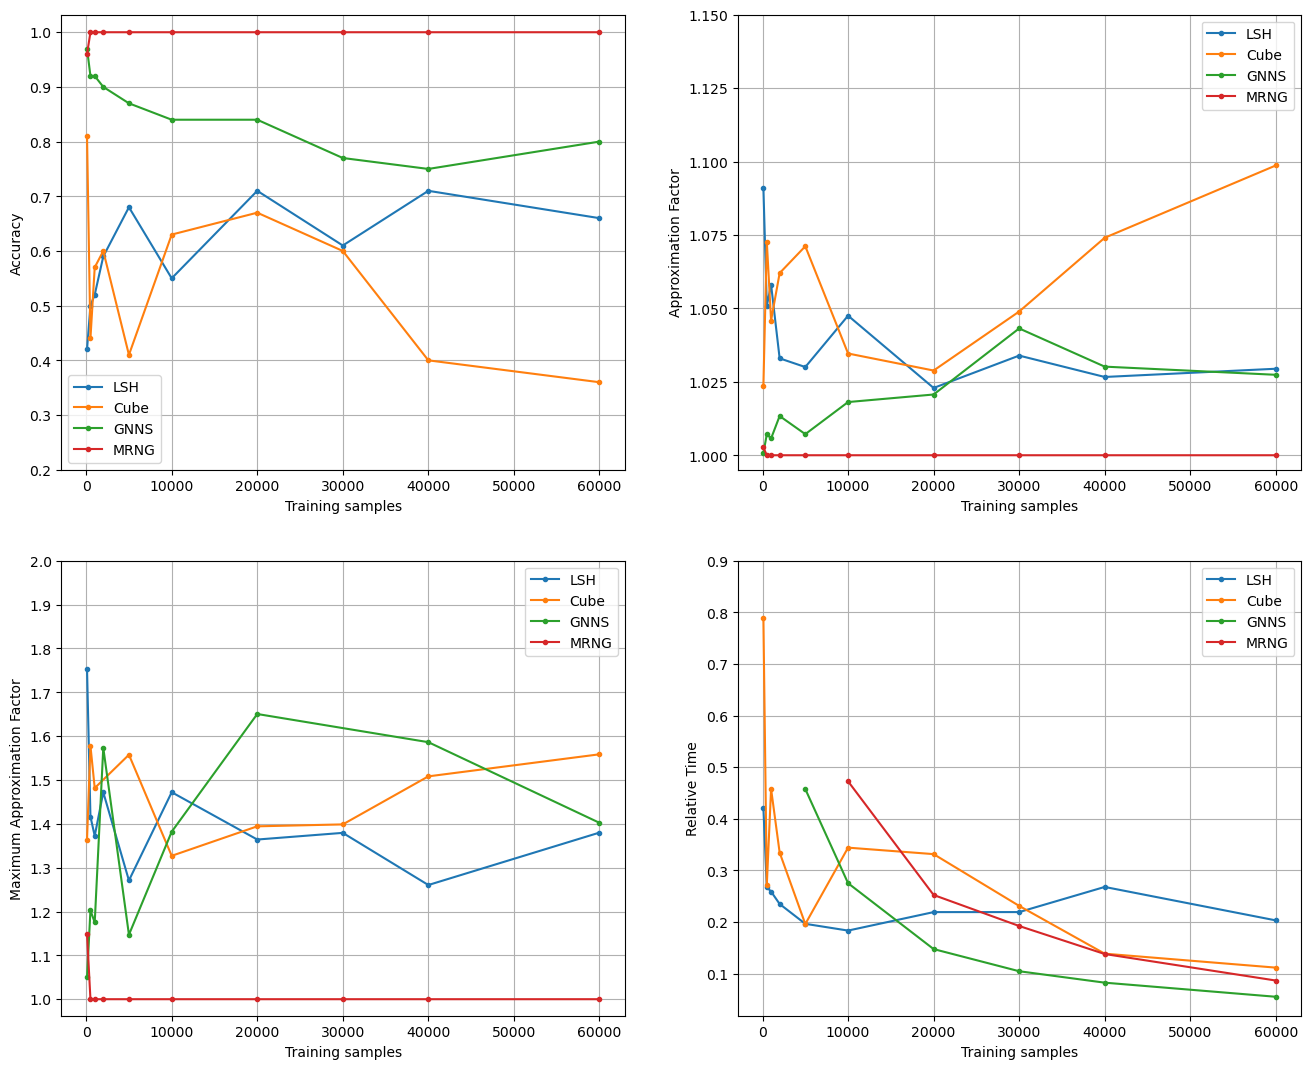 1.0
0.9
0.8
0.7
0.6
0.5
0.4
0.3
0.2
Accuracy
LSH
Cube
GNNS
MRNG
0 10000 20000 30000 40000 50000 60000
Training samples
1.150
1.125
1.100
1.075
1.050
1.025
1.000
Approximation Factor
LSH
Cube
GNNS
MRNG
0 10000 20000 30000 40000 50000 60000
Training samples
2.0
1.9
1.8
1.7
1.6
1.5
1.4
1.3
1.2
1.1
1.0
Maximum Approximation Factor
LSH
Cube
GNNS
MRNG
0 10000 20000 30000 40000 50000 60000
Training samples
0.9
0.8
0.7
0.6
0.5
0.4
0.3
0.2
0.1
Relative Time
LSH
Cube
GNNS
MRNG
0 10000 20000 30000 40000 50000 60000
Training samples